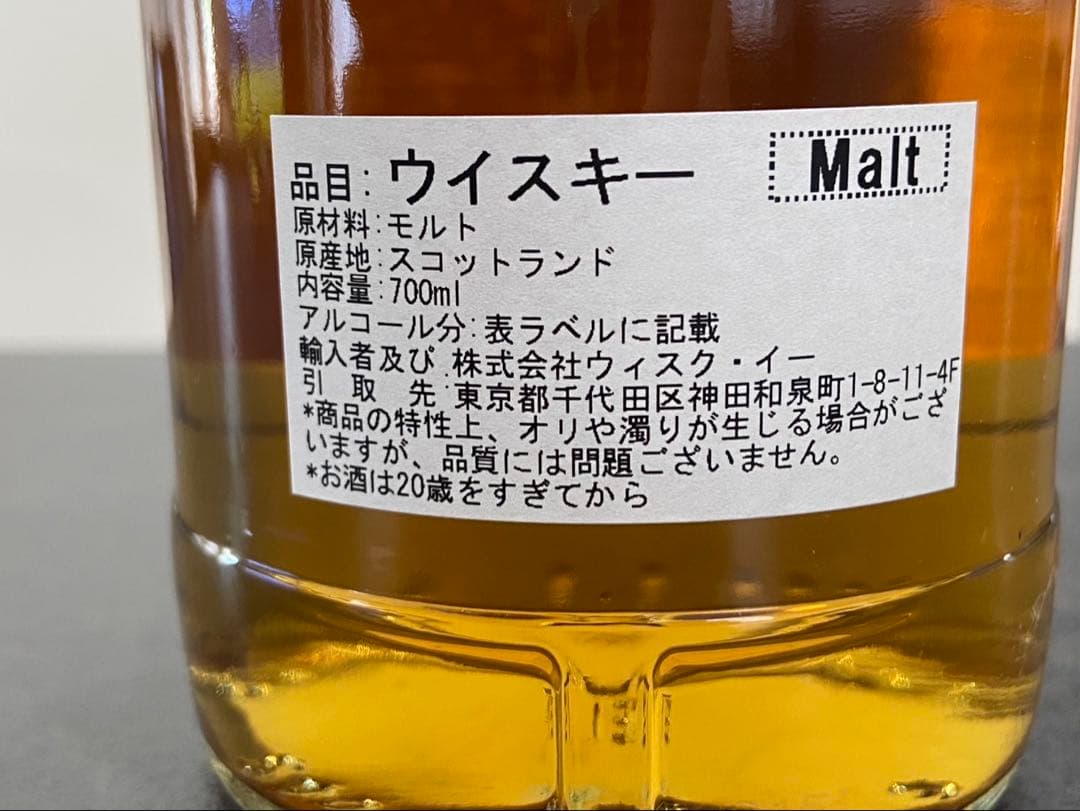 品目:ウイスキー Malt
原材料:モルト
原産地:スコットランド
内容量:700ml
アルコール分:表ラベルに記載
輸入者及び 株式会社ウィスク・イー
引 取 先:東京都千代田区神田和泉町1-8-11-4F
*商品の特性上、オリや濁りが生じる場合がござ
いますが、品質には問題ございません。
*お酒は20歳をすぎてから